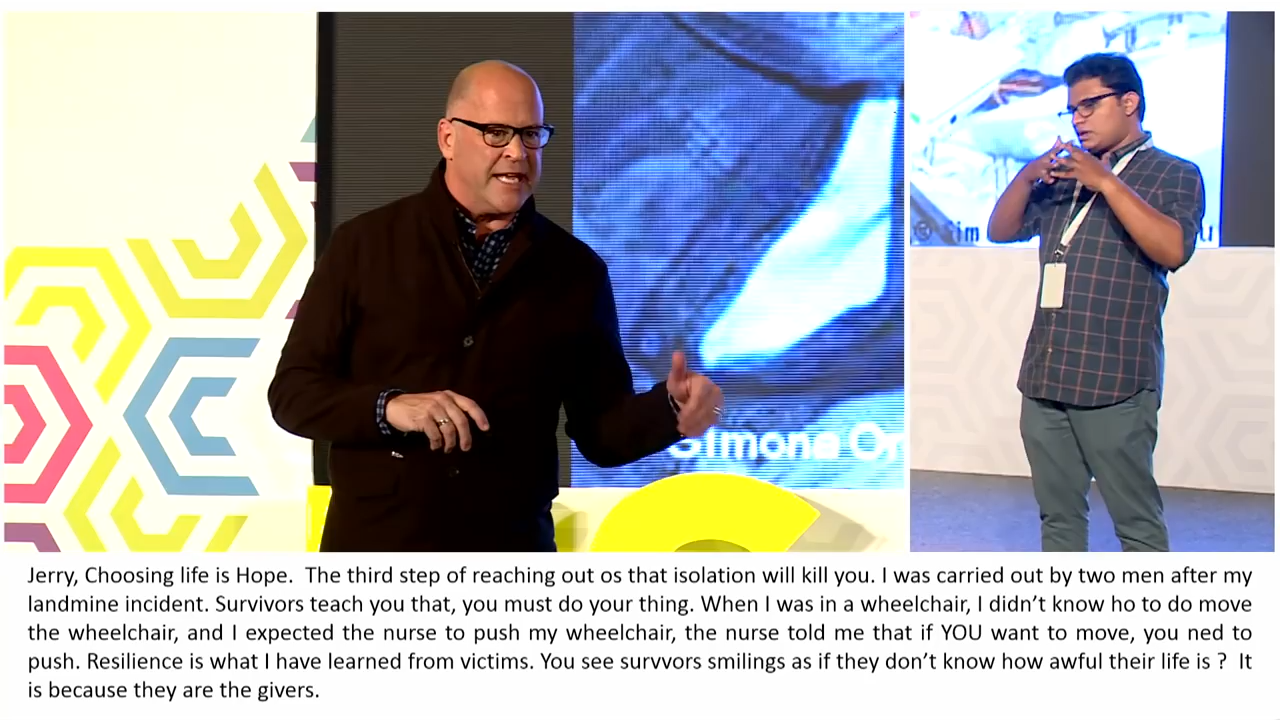 © Sim
Simona Or
Jerry, Choosing life is Hope.  The third step of reaching out os that isolation will kill you. I was carried out by two men after my
landmine incident. Survivors teach you that, you must do your thing. When I was in a wheelchair, I didn't know ho to do move
the wheelchair, and I expected the nurse to push my wheelchair, the nurse told me that if YOU want to move, you ned to
push. Resilience is what I have learned from victims. You see survvors smilings as if they don't know how awful their life is ?  It
is because they are the givers.